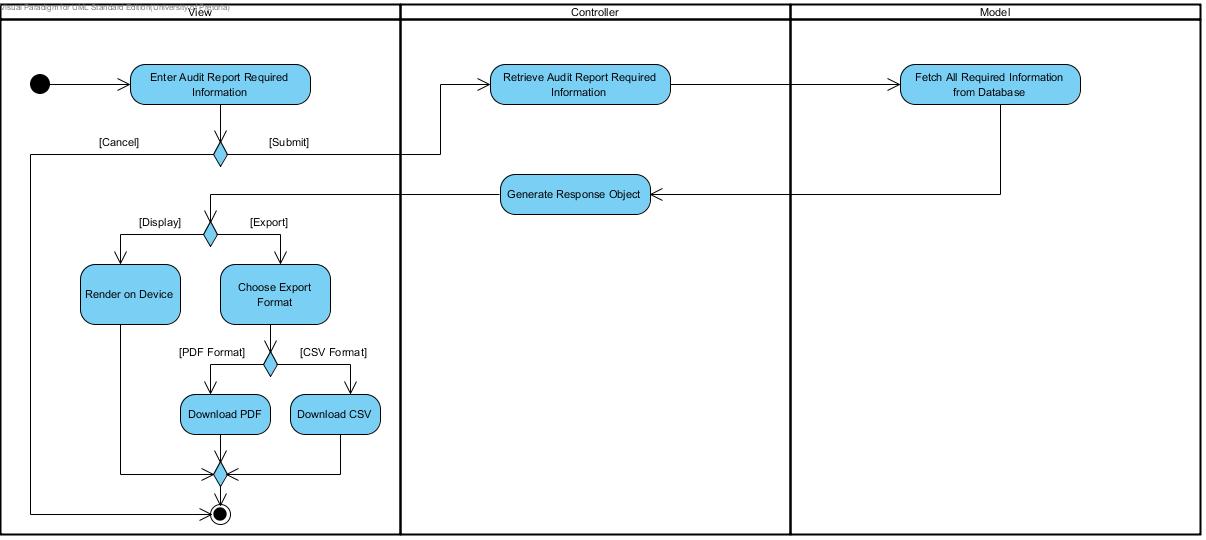 Visual Paradigm for UML Standard Edition(University of Pretoria)
View
Controller
Model
Enter Audit Report Required
Information
Retrieve Audit Report Required
Information
Fetch All Required Information
from Database
[Cancel]
[Submit]
Generate Response Object
[Display]
[Export]
Render on Device
Choose Export
Format
[PDF Format]
[CSV Format]
Download PDF
Download CSV